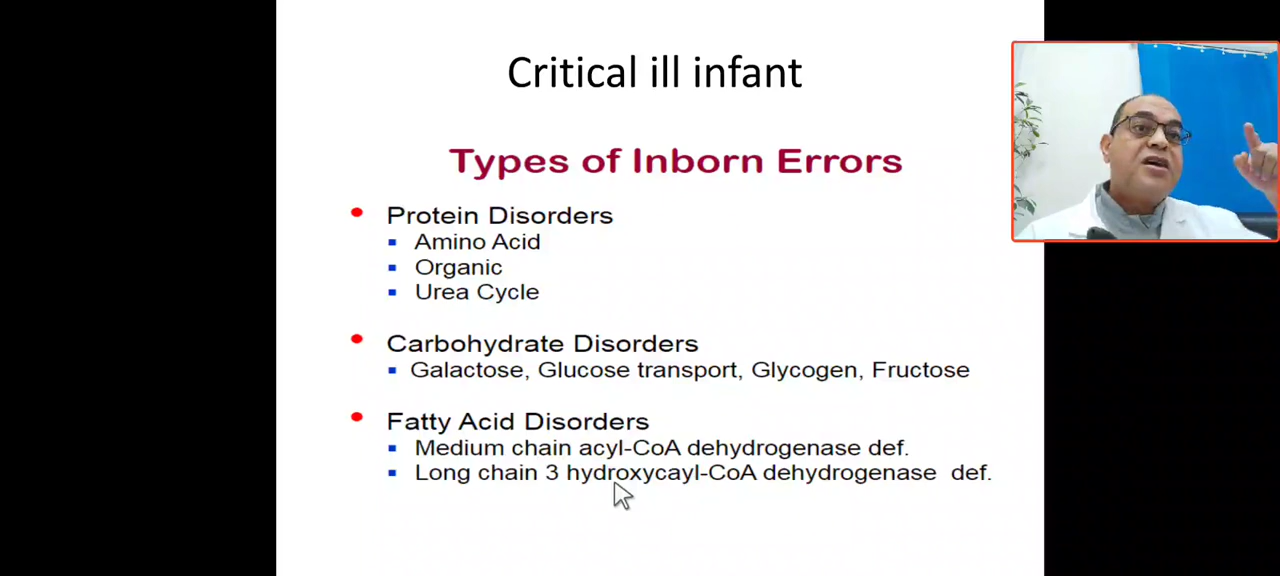 Critical ill infant
Types of Inborn Errors
Protein Disorders
Amino Acid
Organic
Urea Cycle
Carbohydrate Disorders
Galactose, Glucose transport, Glycogen, Fructose
Fatty Acid Disorders
Medium chain acyl-CoA dehydrogenase def.
Long chain 3 hydroxycayl-CoA dehydrogenase def.